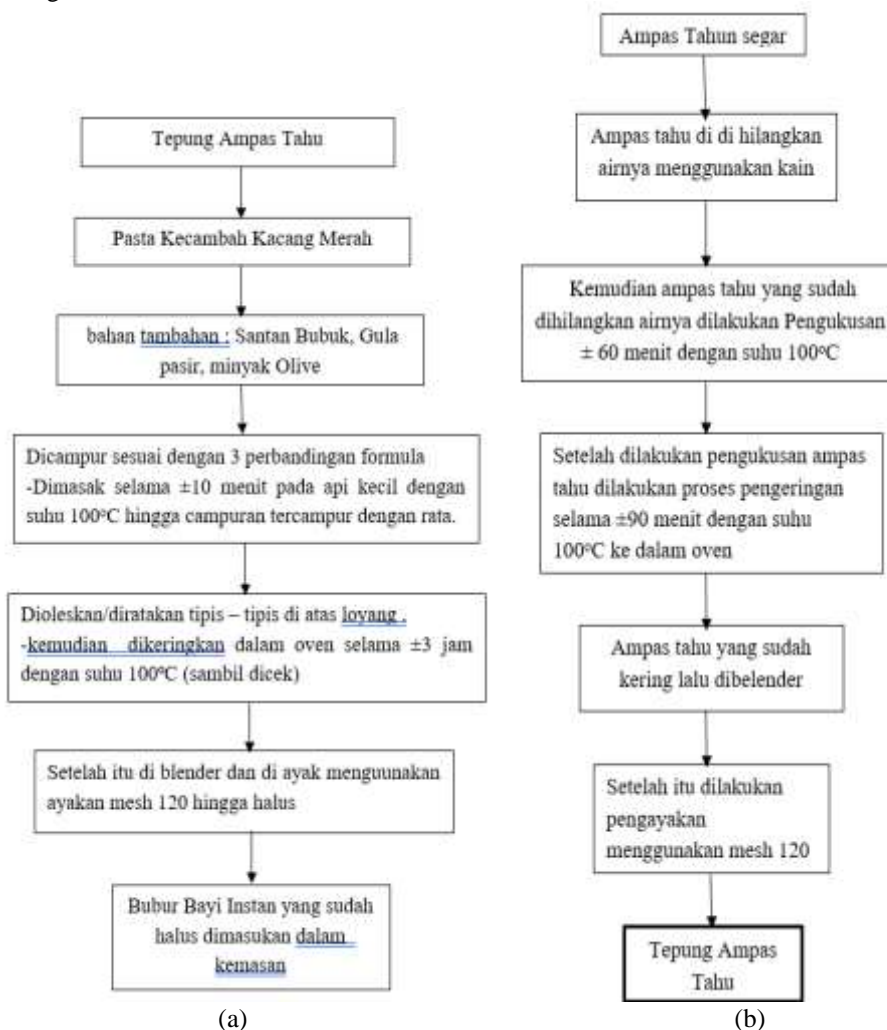 Tepung Ampas Tahu
Pasta Kecambah Kacang Merah
bahan tambahan : Santan Bubuk, Gula
pasir, minyak Olive
Dicampur sesuai dengan 3 perbandingan formula
-Dimasak selama ±10 menit pada api kecil dengan
suhu 100°C hingga campuran tercampur dengan rata.
Dioleskan/diratakan tipis – tipis di atas loyang .
-kemudian dikeringkan dalam oven selama ±3 jam
dengan suhu 100°C (sambil dicek)
Setelah itu di blender dan di ayak menguunakan
ayakan mesh 120 hingga halus
Bubur Bayi Instan yang sudah
halus dimasukan dalam
kemasan
(a)
Ampas Tahun segar
Ampas tahu di di hilangkan
airnya menggunakan kain
Kemudian ampas tahu yang sudah
dihilangkan airnya dilakukan Pengukusan
± 60 menit dengan suhu 100°C
Setelah dilakukan pengukusan ampas
tahu dilakukan proses pengeringan
selama ±90 menit dengan suhu
100°C ke dalam oven
Ampas tahu yang sudah
kering lalu dibelender
Setelah itu dilakukan
pengayakan
menggunakan mesh 120
Tepung Ampas
Tahu
(b)